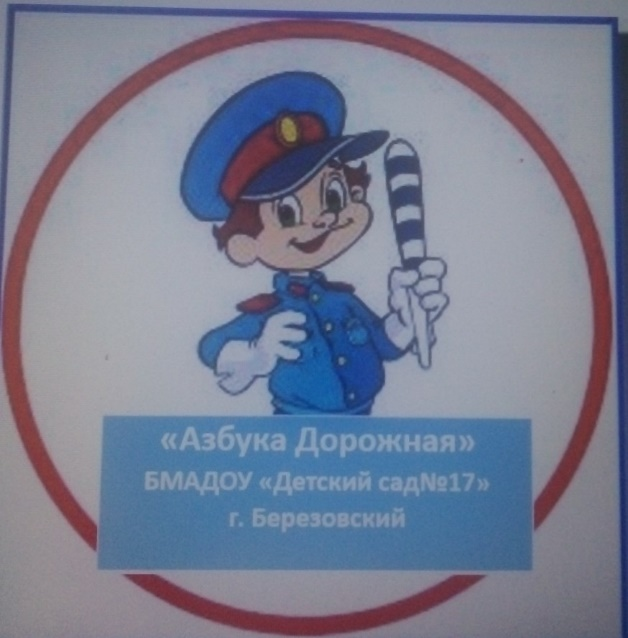 «Азбука Дорожная»
БМАДОУ «Детский сад№17»
г. Березовский